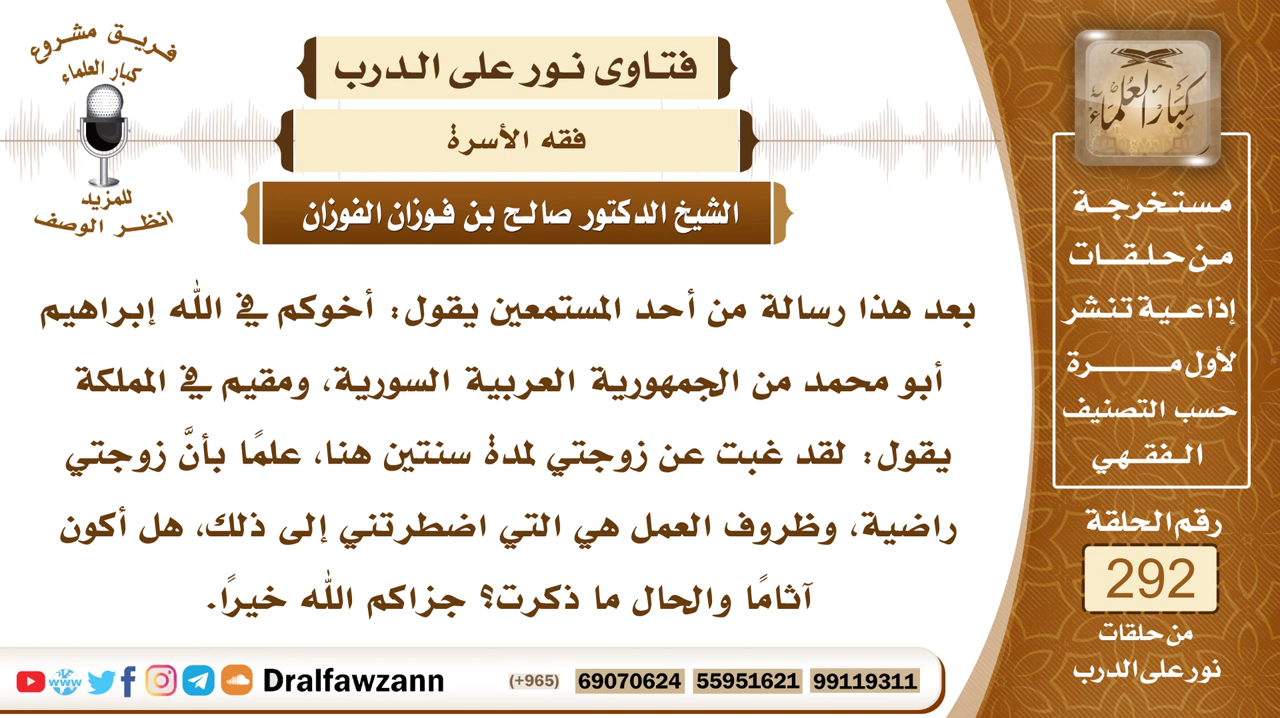 فريق مشروع
كبار العلماء
للمزيد
انظر الوصف
فتاوى نور على الدرب
فقه الأسرة
الشيخ الدكتور صالح بن فوزان الفوزان
بعد هذا رسالة من أحد المستمعين يقول: أخوكم في الله إبراهيم
أبو محمد من الجمهورية العربية السورية، ومقيم في المملكة
يقول: لقد غبت عن زوجتي لمدة سنتين هنا، علمًا بأنَّ زوجتي
راضية، وظروف العمل هي التي اضطرتني إلى ذلك، هل أكون
آثامًا والحال ما ذكرت؟ جزاكم الله خيرًا.
كبار العلماء
مستخرجة
من حلقات
إذاعية تنشر
لأول مرة
حسب التصنيف
الفقهي
رقم الحلقة
292
من حلقات
نور على الدرب
www Dralfawzann (+965) 69070624 55951621 99119311